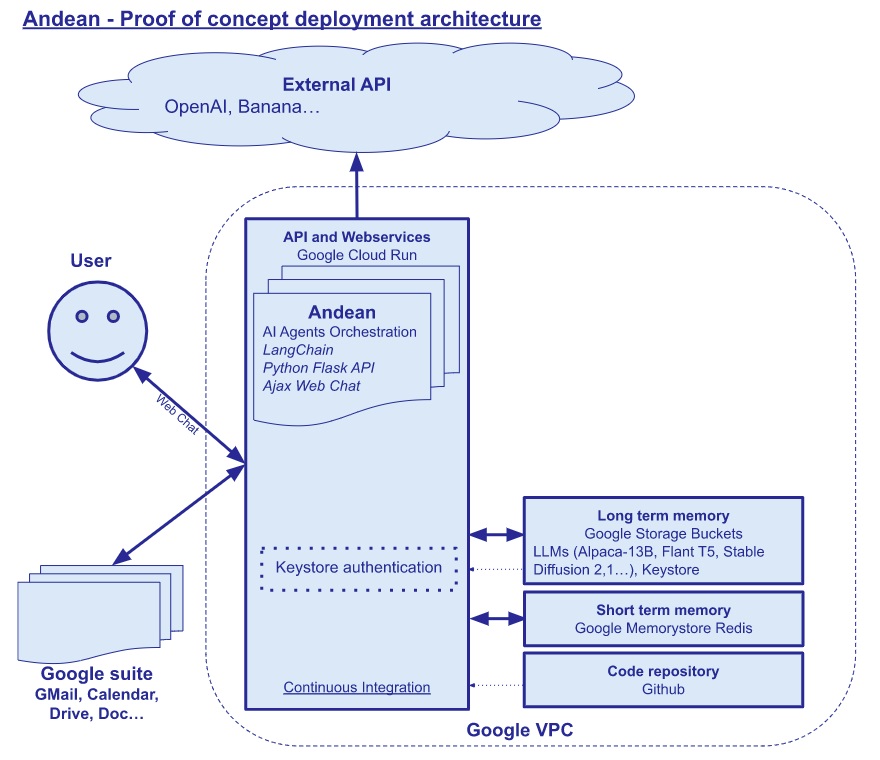 Andean - Proof of concept deployment architecture
External API
OpenAI, Banana…
API and Webservices
Google Cloud Run
User
Andean
AI Agents Orchestration
LangChain
Python Flask API
Ajax Web Chat
Web Chat
Long term memory
Google Storage Buckets
LLMs (Alpaca-13B, Flant T5, Stable
Diffusion 2,1…), Keystore
Keystore authentication
Short term memory
Google Memorystore Redis
Google suite
GMail, Calendar,
Drive, Doc…
Code repository
Github
Continuous Integration
Google VPC